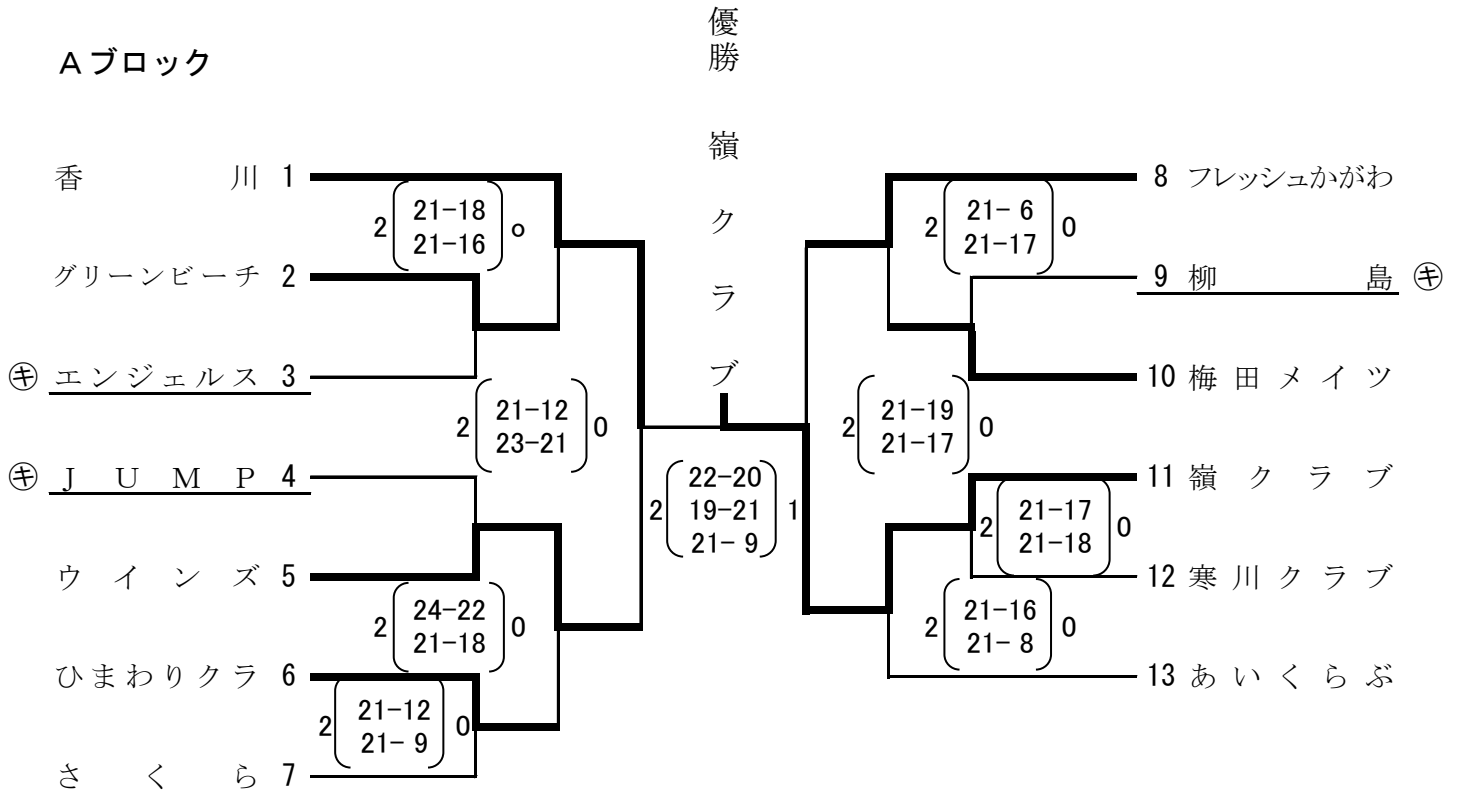 優勝 嶺クラブ
Aブロック
香川 1
2 21-18 o
21-16
グリーンビーチ 2
㋖ エンジェルス 3
2 21-12 0
23-21
㋖ JUMP 4
ウインズ 5
2 24-22 0
21-18
ひまわりクラ 6
2 21-12 0
21- 9
さくら 7
2 22-20 1
19-21
21- 9
8 フレッシュかがわ
2 21- 6 0
21-17
9 柳島 ㋖
10 梅田メイツ
2 21-19 0
21-17
11 嶺クラブ
2 21-17 0
21-18
12 寒川クラブ
2 21-16 0
21- 8
13 あいくらぶ